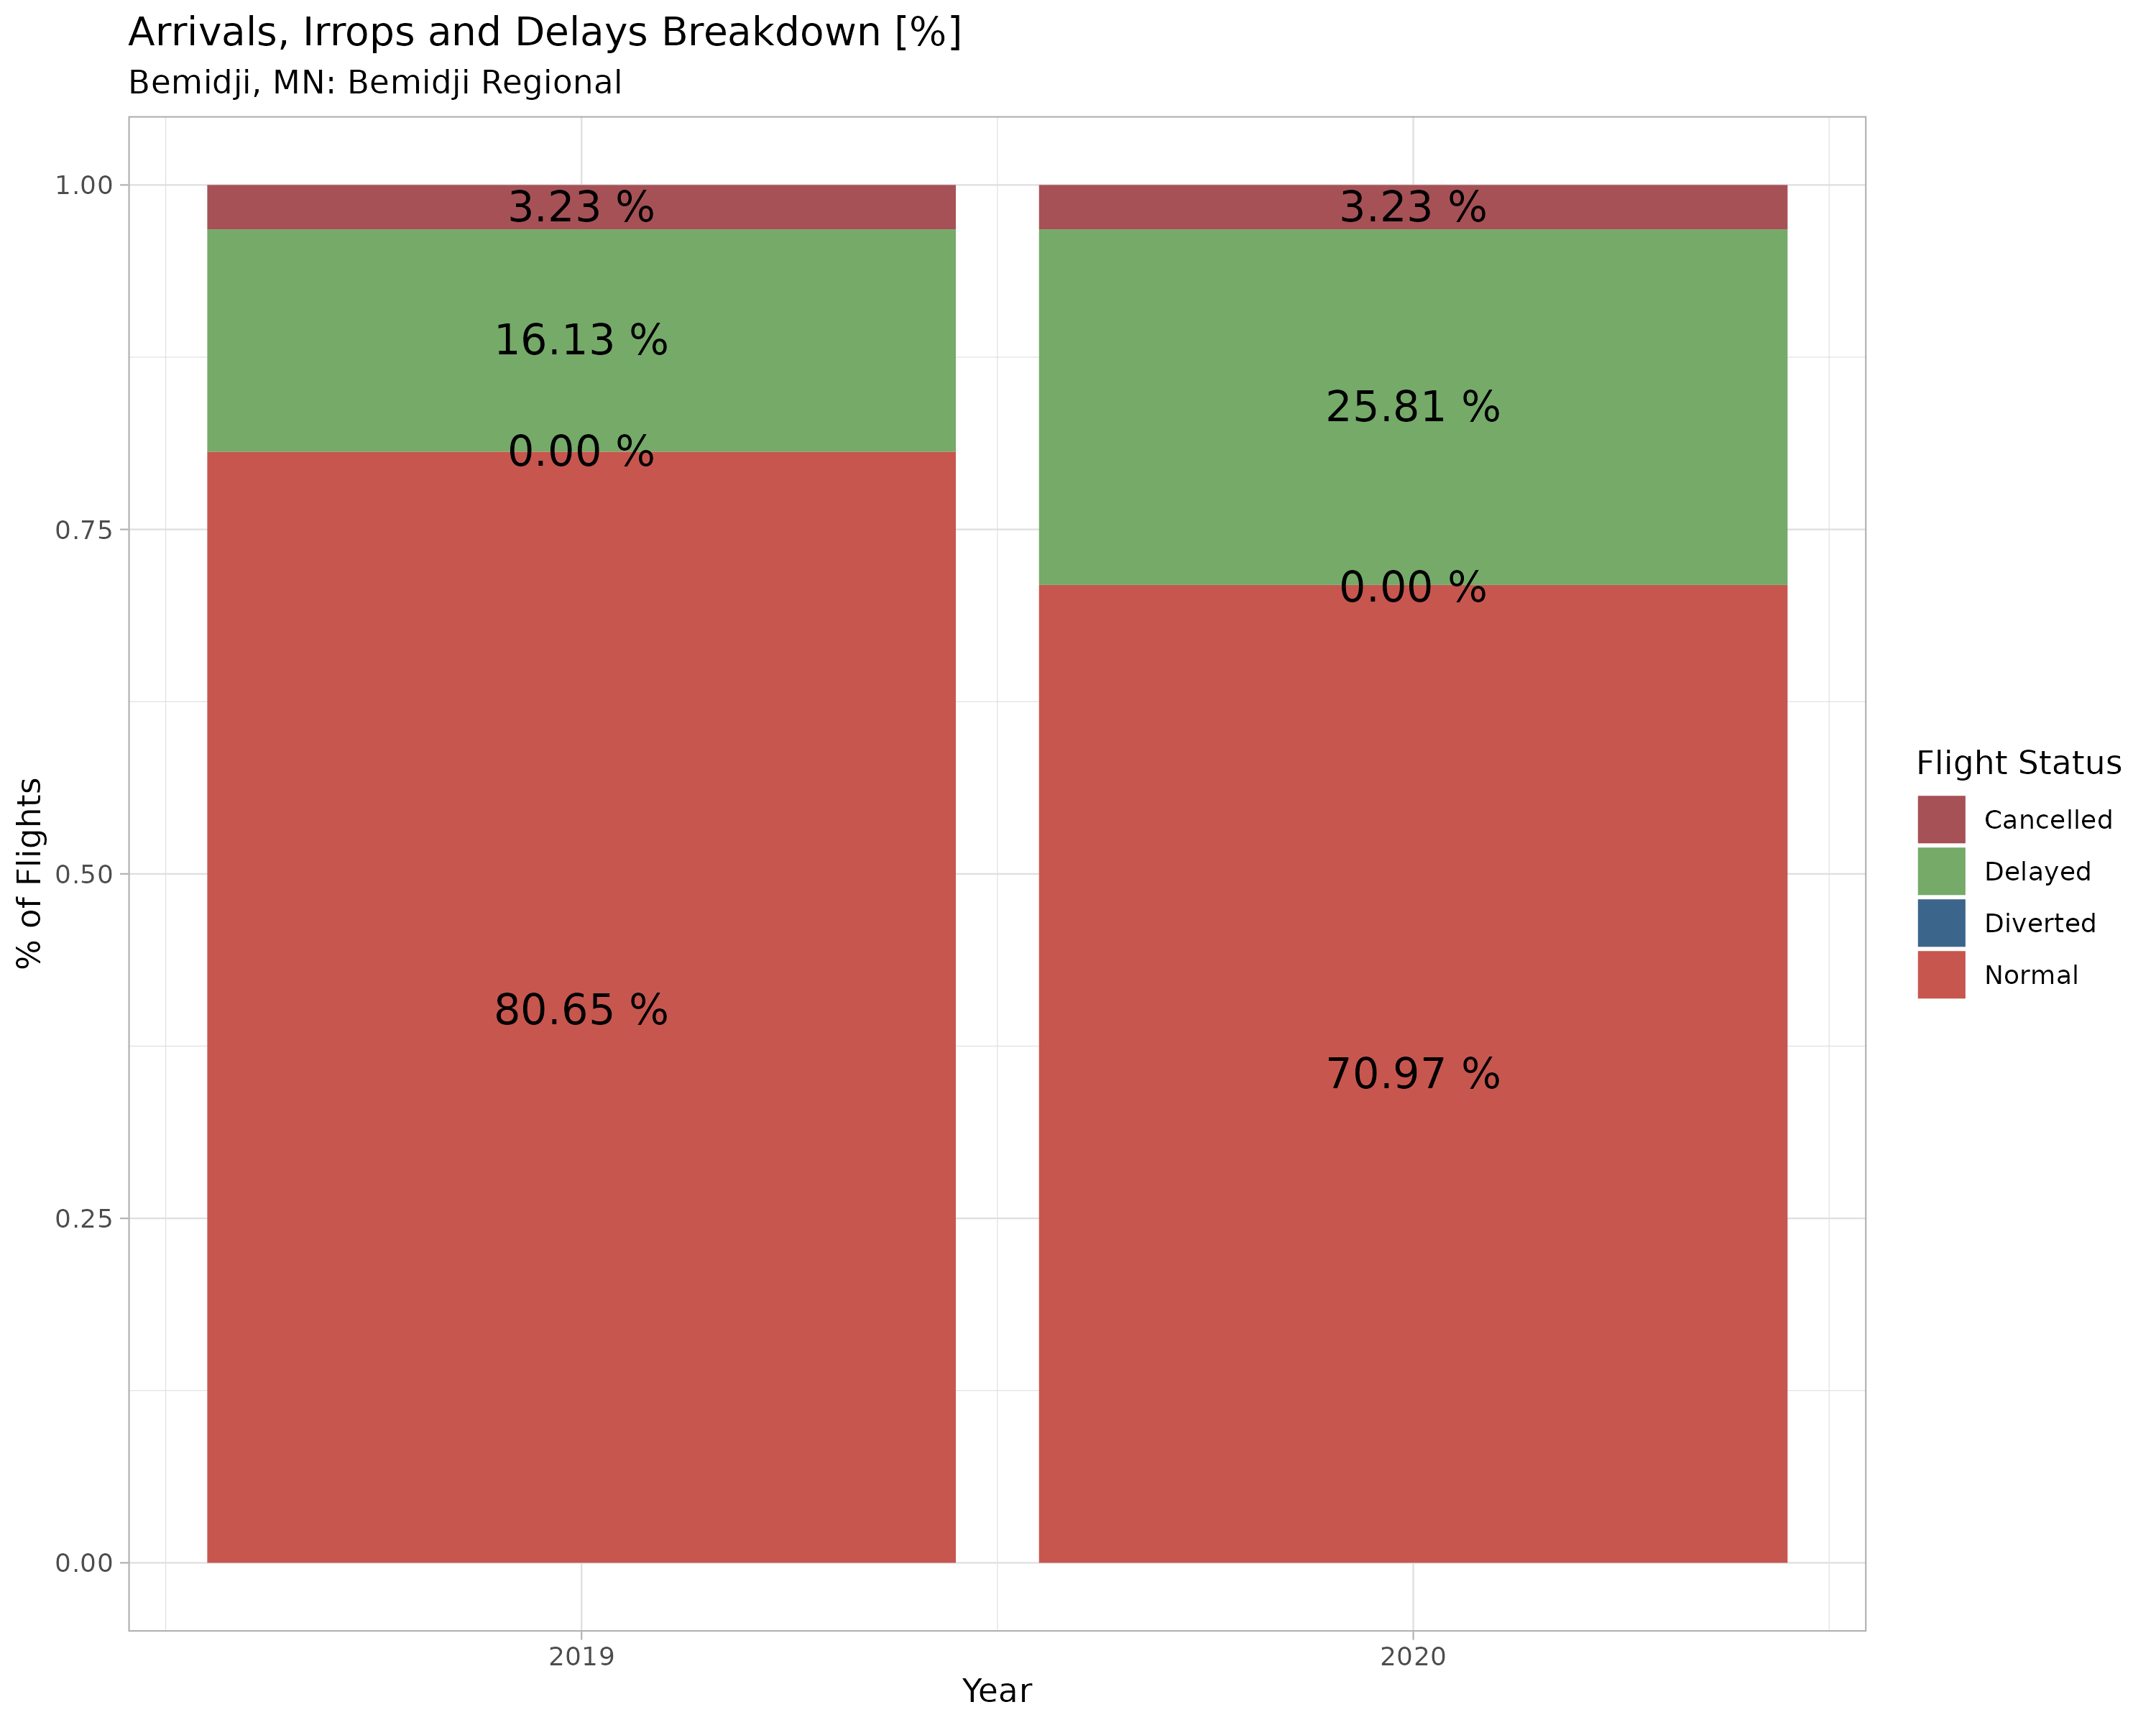 Arrivals, Irrops and Delays Breakdown [%]
Bemidji, MN: Bemidji Regional
% of Flights
1.00
0.75
0.50
0.25
0.00
3.23 %
16.13 %
0.00 %
80.65 %
3.23 %
25.81 %
0.00 %
70.97 %
2019
2020
Year
Flight Status
Cancelled
Delayed
Diverted
Normal